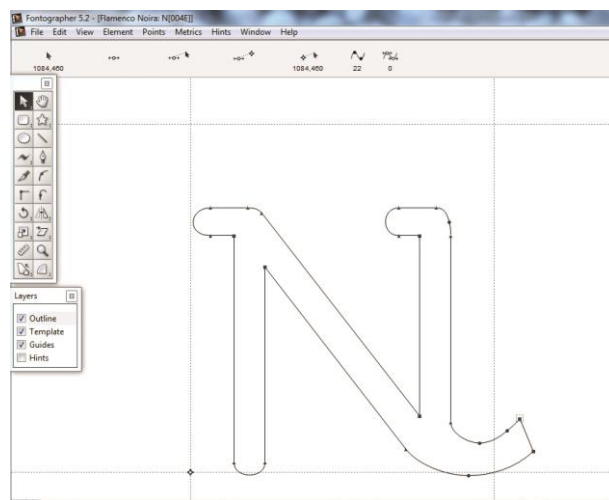 Fontographer 5.2 - [Flamenco Noira: N[004E]]
File Edit View Element Points Metrics Hints Window Help
1084,460 1084,460 22 0
Layers
Outline
Template
Guides
Hints